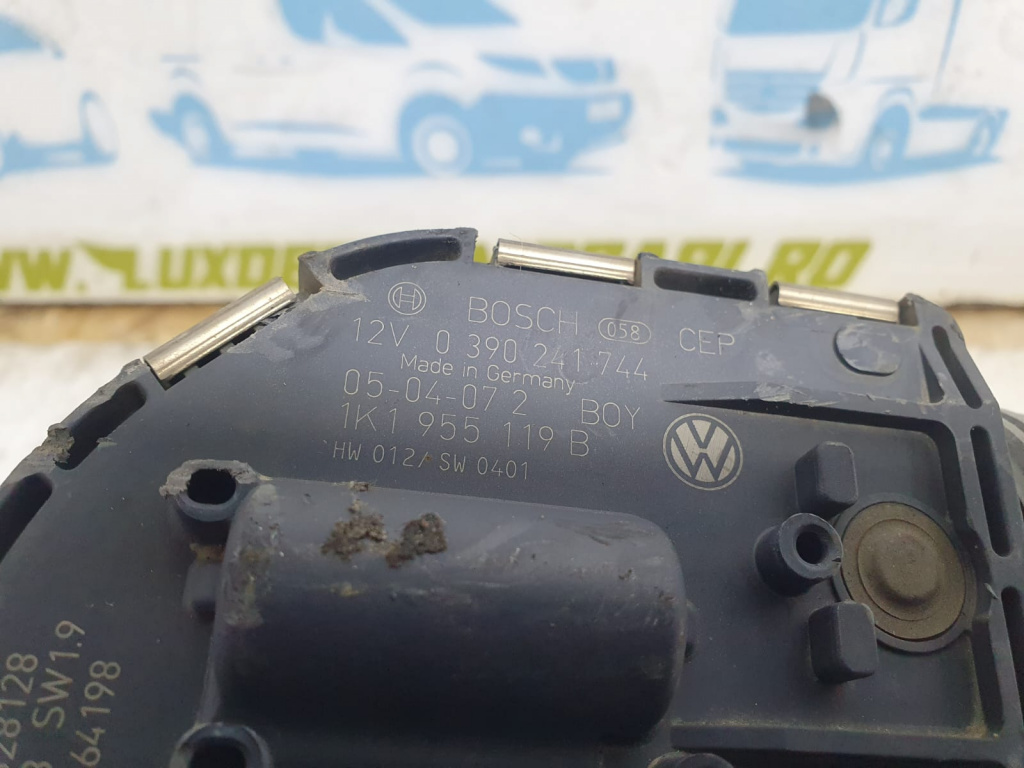 BOSCH 058 CEP
12V 0 390 241 744
Made in Germany
05-04-07 2 BOY
1K1 955 119 B
HW 012 SW 0401
VW
28128
SW1.9
64198